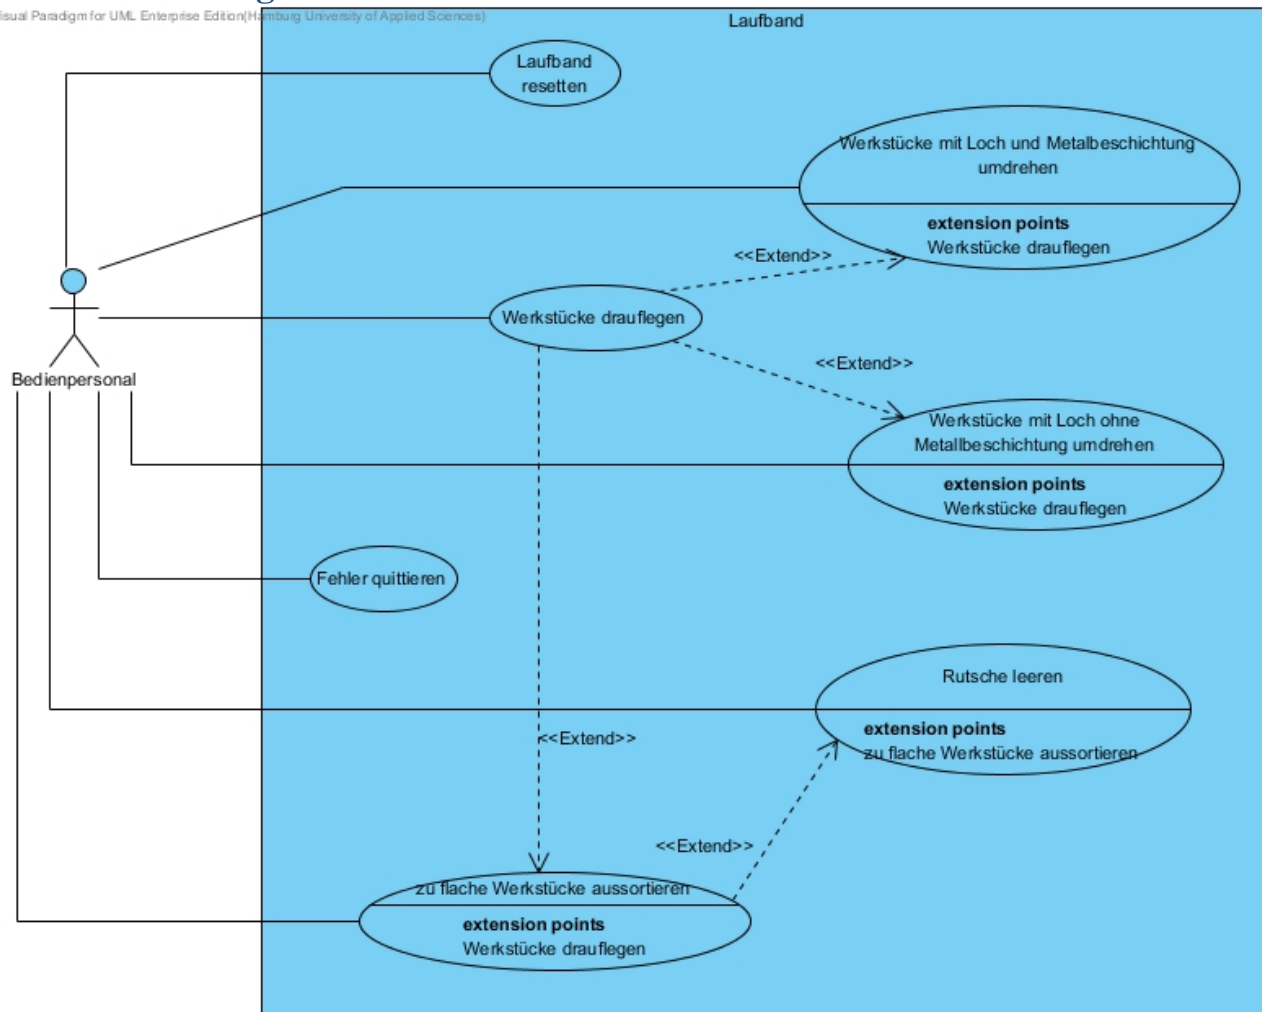 Visual Paradigm for UML Enterprise Edition(Hamburg University of Applied Sciences)
Laufband
Laufband
resetten
Werkstücke mit Loch und Metalbeschichtung
umdrehen
extension points
Werkstücke drauflegen
<<Extend>>
Werkstücke drauflegen
<<Extend>>
Bedienpersonal
Werkstücke mit Loch ohne
Metallbeschichtung umdrehen
extension points
Werkstücke drauflegen
Fehler quittieren
Rutsche leeren
extension points
zu flache Werkstücke aussortieren
<<Extend>>
<<Extend>>
zu flache Werkstücke aussortieren
extension points
Werkstücke drauflegen